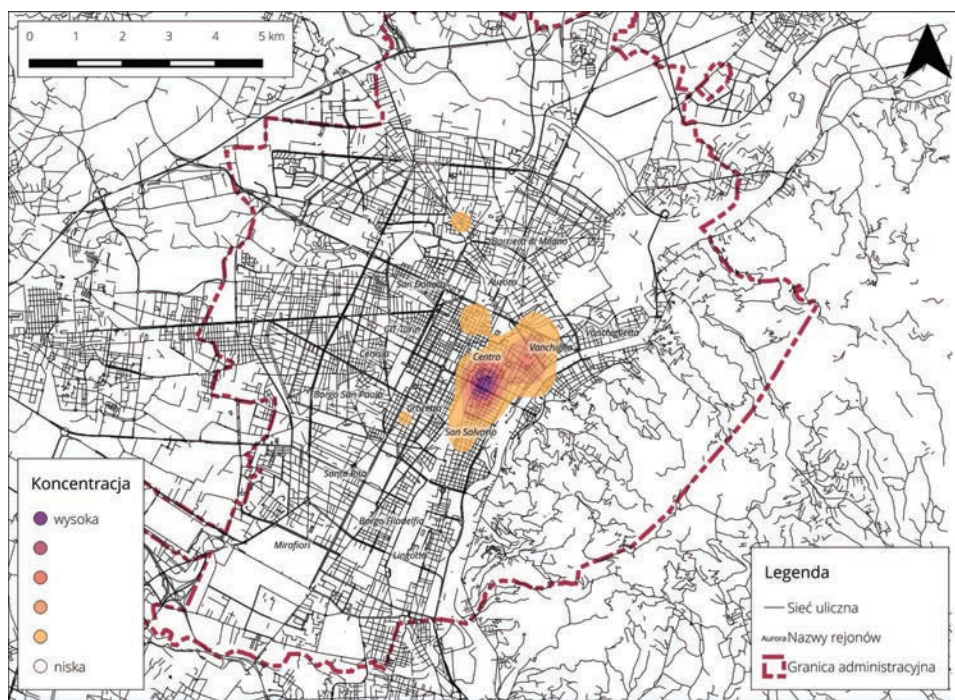 0 1 2 3 4 5 km
Barriera di Milano
San Donato
Aurora
Cit Turin
Vanchiglietta
Centro
Vanchiglia
Cenisia
Borgo San Paolo
Crocetta
San Salvario
Santa Rita
Borgo Filadelfia
Mirafiori
Lingotto
Koncentracja
wysoka
niska
Legenda
Sieć uliczna
Aurora Nazwy rejonów
Granica administracyjna